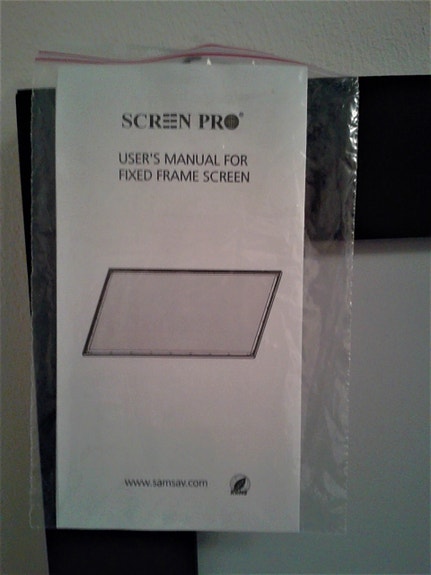 SCREEN PRO®
USER'S MANUAL FOR
FIXED FRAME SCREEN
www.samsav.com